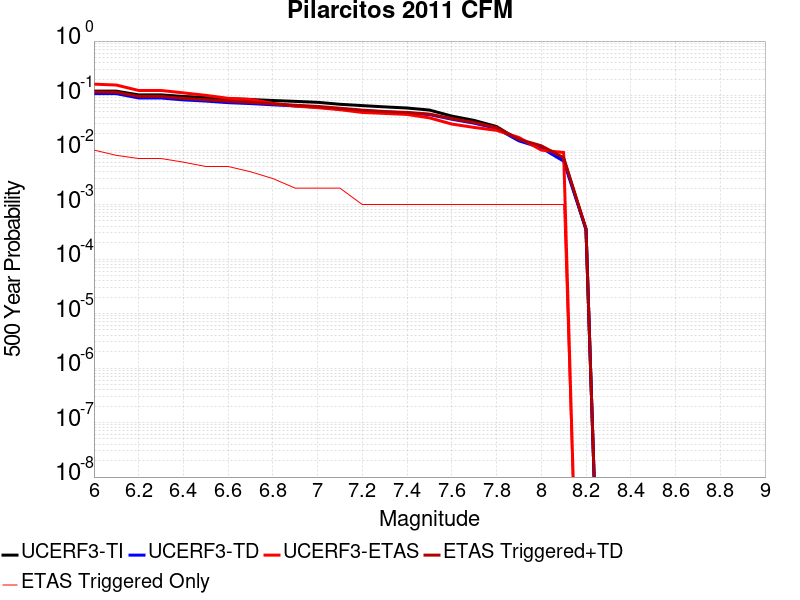 Pilarcitos 2011 CFM
10^0
10^-1
10^-2
10^-3
10^-4
10^-5
10^-6
10^-7
10^-8
500 Year Probability
6 6.2 6.4 6.6 6.8 7 7.2 7.4 7.6 7.8 8 8.2 8.4 8.6 8.8 9
Magnitude
UCERF3-TI UCERF3-TD UCERF3-ETAS ETAS Triggered+TD
ETAS Triggered Only